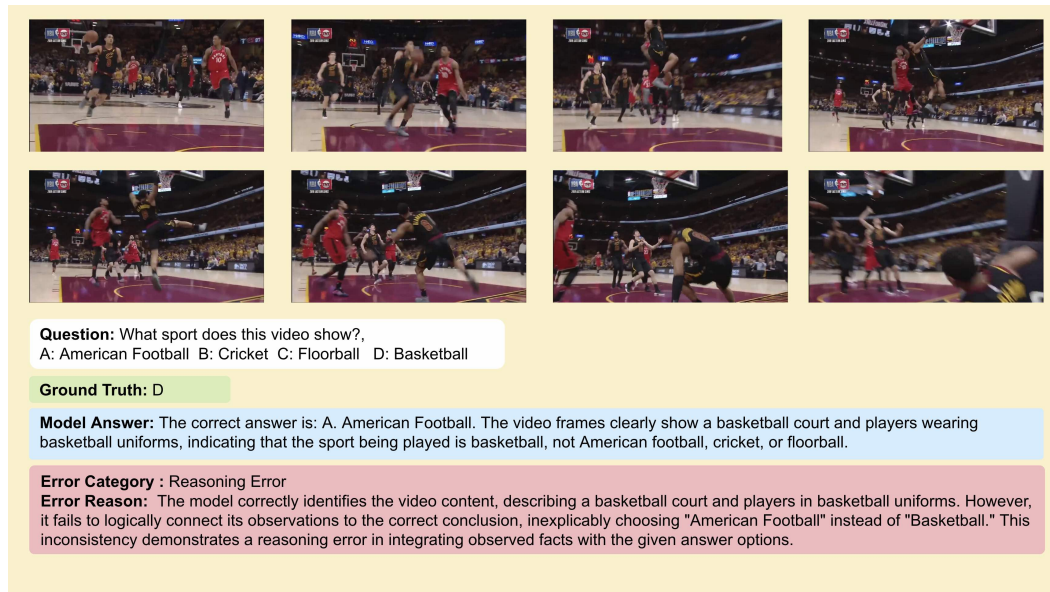 Question: What sport does this video show?,
A: American Football B: Cricket C: Floorball D: Basketball
Ground Truth: D
Model Answer: The correct answer is: A. American Football. The video frames clearly show a basketball court and players wearing
basketball uniforms, indicating that the sport being played is basketball, not American football, cricket, or floorball.
Error Category : Reasoning Error
Error Reason: The model correctly identifies the video content, describing a basketball court and players in basketball uniforms. However,
it fails to logically connect its observations to the correct conclusion, inexplicably choosing "American Football" instead of "Basketball." This
inconsistency demonstrates a reasoning error in integrating observed facts with the given answer options.